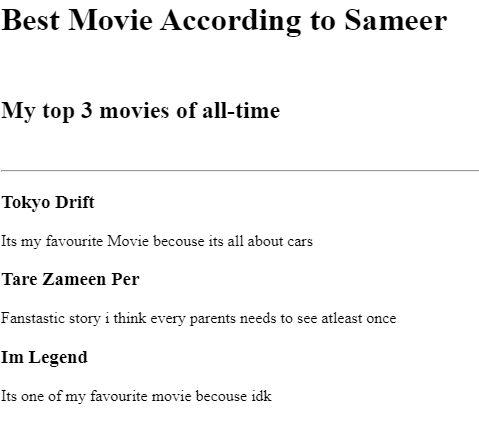 Best Movie According to Sameer
My top 3 movies of all-time
Tokyo Drift
Its my favourite Movie becouse its all about cars
Tare Zameen Per
Fanstastic story i think every parents needs to see atleast once
Im Legend
Its one of my favourite movie becouse idk